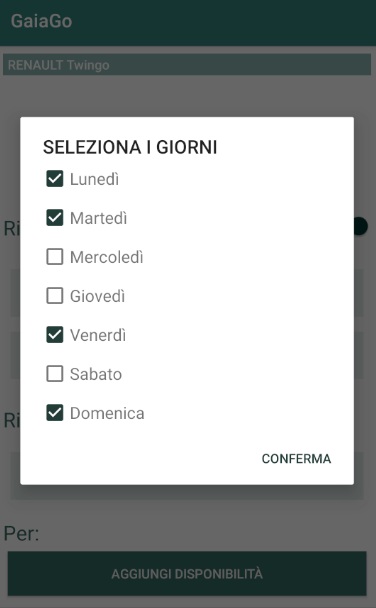 GaiaGo
RENAULT Twingo
SELEZIONA I GIORNI
Lunedì
Martedì
Ri
Mercoledì
Giovedì
Venerdì
Sabato
Domenica
Ri
CONFERMA
Per:
AGGIUNGI DISPONIBILITÀ